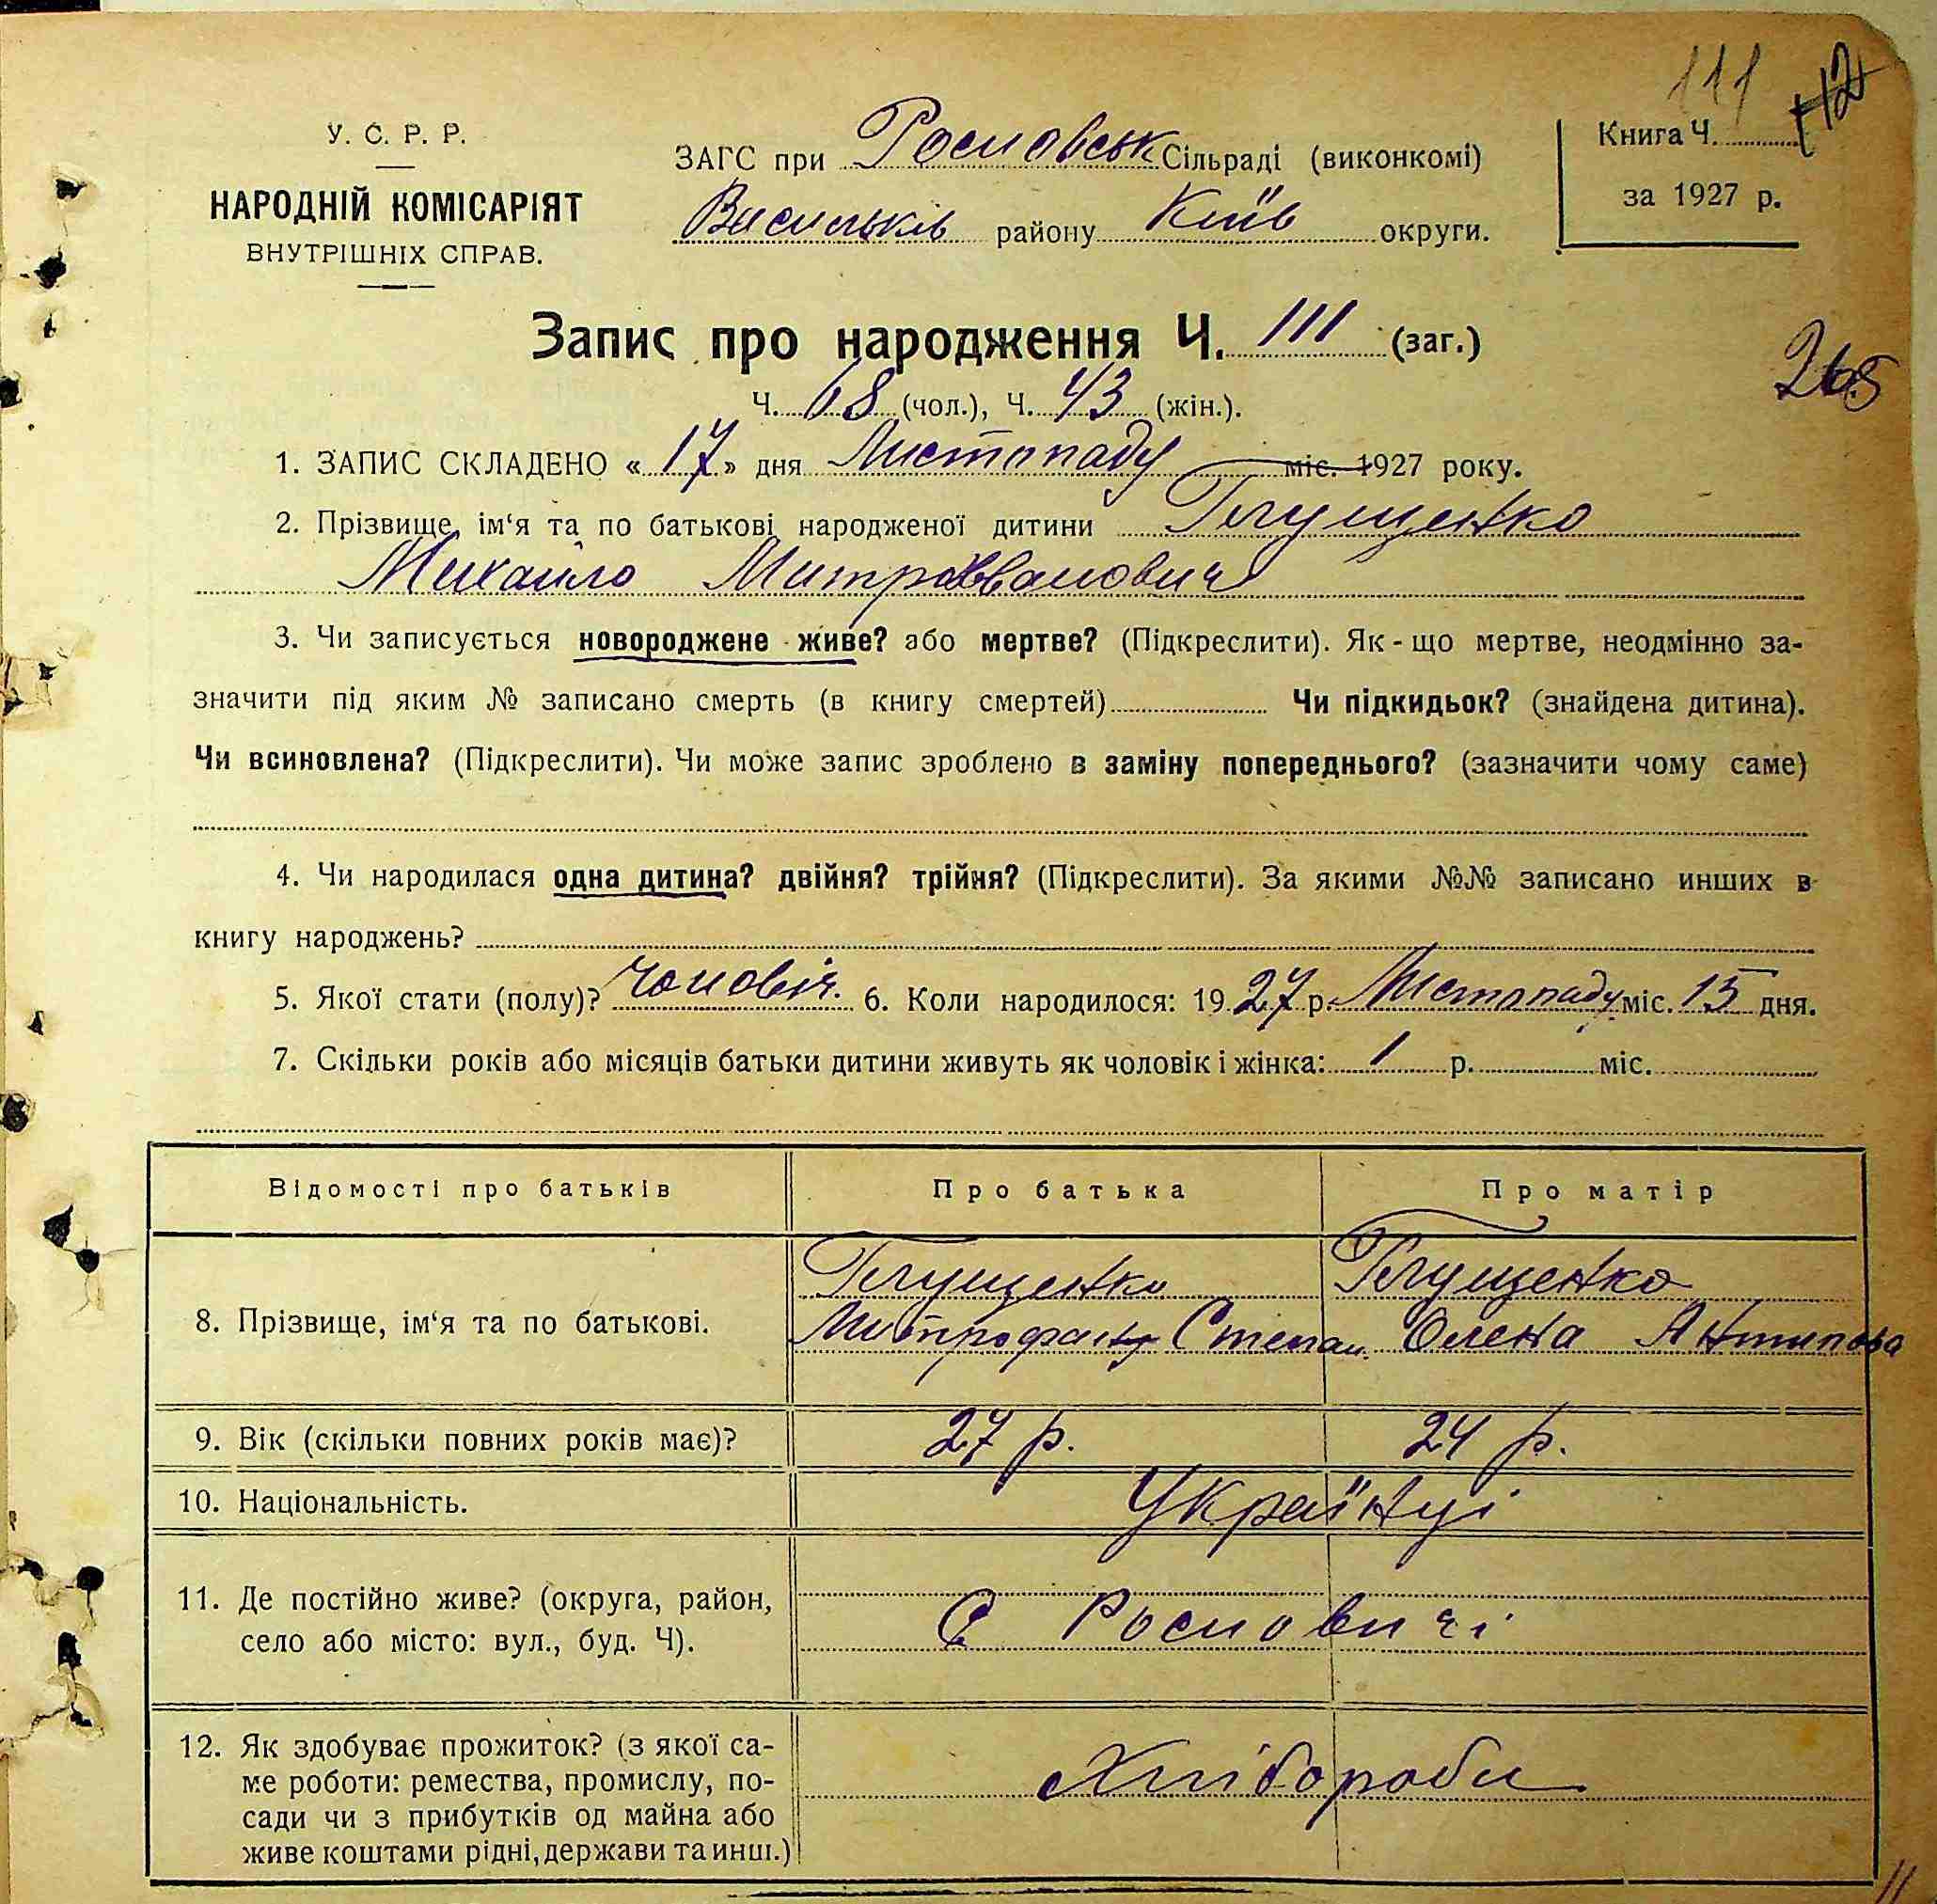 111
112
У. С. Р. Р.
НАРОДНІЙ КОМІСАРІЯТ
ВНУТРІШНІХ СПРАВ.
ЗАГС при Рославськ Сільраді (виконкомі)
Васильків району Київ округи.
Книга Ч.
за 1927 р.
Запис про народження Ч. 111 (заг.)
265
Ч. 68 (чол.), Ч. 43 (жін.).
1. ЗАПИС СКЛАДЕНО «17» дня Листопаду міс. 1927 року.
2. Прізвище, ім‘я та по батькові народженої дитини Глущенко
Михайло Митрохванович
3. Чи записується новороджене живе? або мертве? (Підкреслити). Як-що мертве, неодмінно за-
значити під яким № записано смерть (в книгу смертей) Чи підкидьок? (знайдена дитина).
Чи всиновлена? (Підкреслити). Чи може запис зроблено в заміну попереднього? (зазначити чому саме)
4. Чи народилася одна дитина? двійня? трійня? (Підкреслити). За якими №№ записано инших в
книгу народжень?
5. Якої стати (полу)? Чоловіч. 6. Коли народилося: 1927 р. Листопаду міс. 15 дня.
7. Скільки років або місяців батьки дитини живуть як чоловік і жінка: 1 р. міс.
Відомості про батьків Про батька Про матір
8. Прізвище, ім‘я та по батькові. Глущенко Митрофан Степан. Глущенко Олена Антипова
9. Вік (скільки повних років має)? 27 р. 24 р.
10. Національність. Українці
11. Де постійно живе? (округа, район,
село або місто: вул., буд. Ч). С Рославичі
12. Як здобуває прожиток? (з якої са-
ме роботи: ремества, промислу, по-
сади чи з прибутків од майна або
живе коштами рідні, держави та инш.) Хлібороби